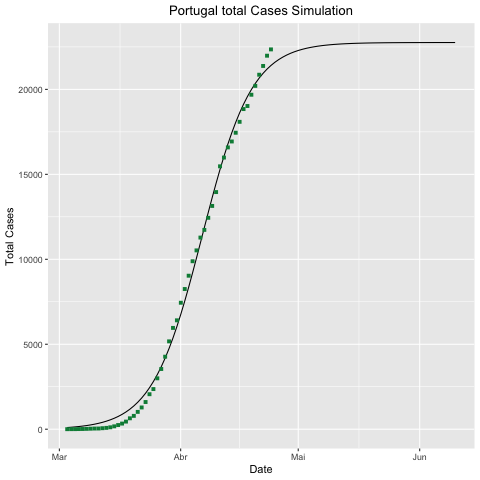 Portugal total Cases Simulation
Total Cases
20000
15000
10000
5000
0
Mar Abr Mai Jun
Date